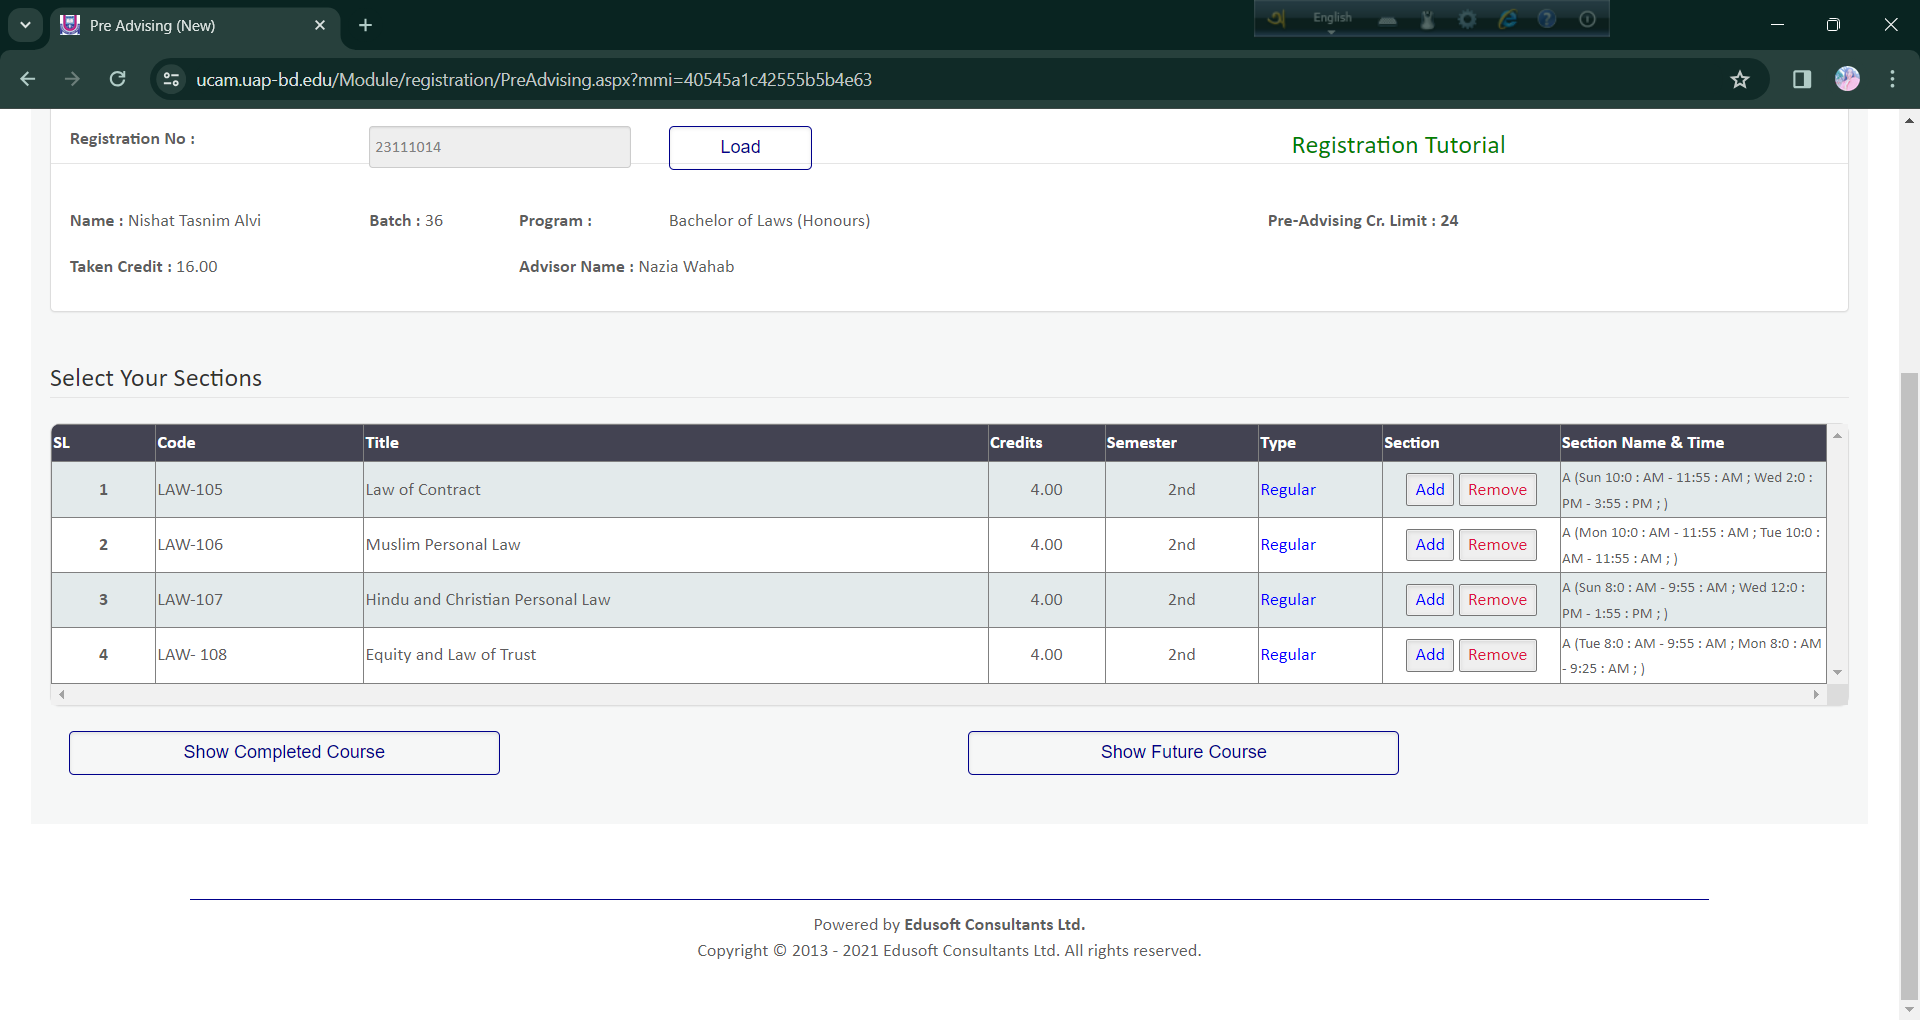 Pre Advising (New)
English
ucam.uap-bd.edu/Module/registration/PreAdvising.aspx?mmi=40545a1c42555b5b4e63
Registration No :
23111014
Load
Registration Tutorial
Name : Nishat Tasnim Alvi
Batch : 36
Program :
Bachelor of Laws (Honours)
Pre-Advising Cr. Limit : 24
Taken Credit : 16.00
Advisor Name : Nazia Wahab
Select Your Sections
SL Code Title Credits Semester Type Section Section Name & Time
1 LAW-105 Law of Contract 4.00 2nd Regular Add Remove A (Sun 10:0 : AM - 11:55 : AM ; Wed 2:0 :
PM - 3:55 : PM ; )
2 LAW-106 Muslim Personal Law 4.00 2nd Regular Add Remove A (Mon 10:0 : AM - 11:55 : AM ; Tue 10:0 :
AM - 11:55 : AM ; )
3 LAW-107 Hindu and Christian Personal Law 4.00 2nd Regular Add Remove A (Sun 8:0 : AM - 9:55 : AM ; Wed 12:0 :
PM - 1:55 : PM ; )
4 LAW- 108 Equity and Law of Trust 4.00 2nd Regular Add Remove A (Tue 8:0 : AM - 9:55 : AM ; Mon 8:0 : AM
- 9:25 : AM ; )
Show Completed Course
Show Future Course
Powered by Edusoft Consultants Ltd.
Copyright © 2013 - 2021 Edusoft Consultants Ltd. All rights reserved.